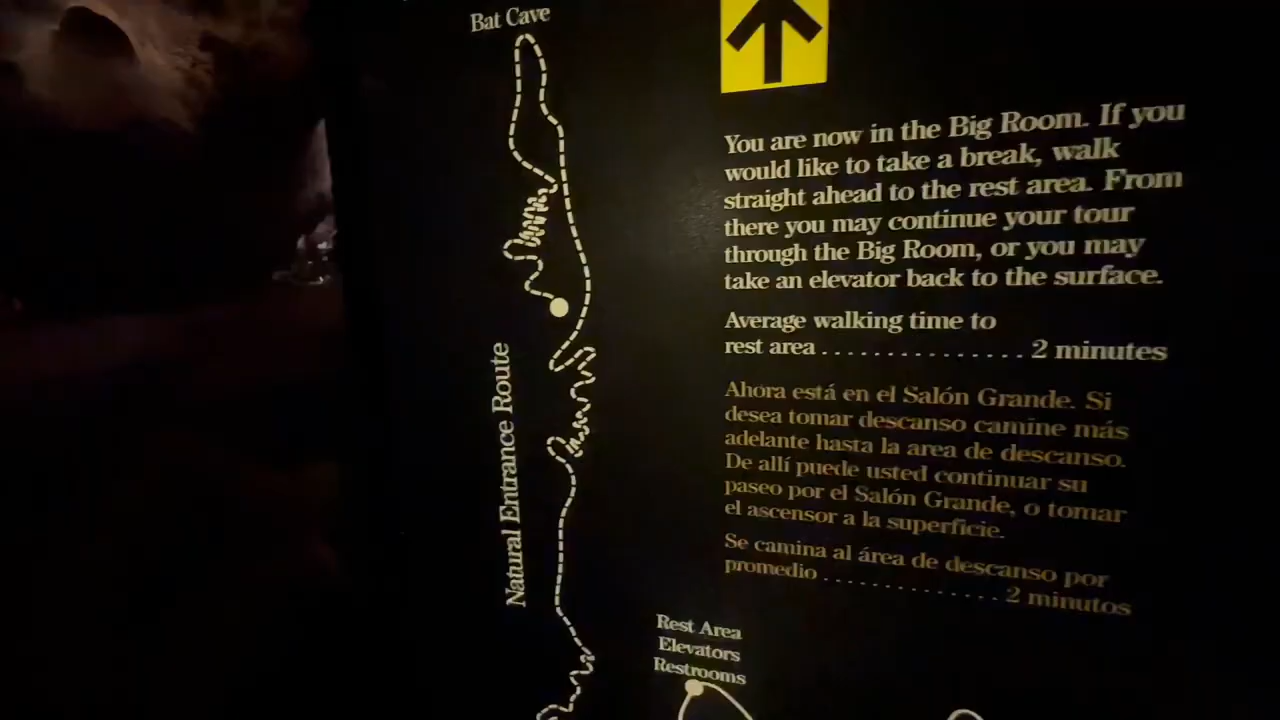 Bat Cave
Natural Entrance Route
You are now in the Big Room. If you
would like to take a break, walk
straight ahead to the rest area. From
there you may continue your tour
through the Big Room, or you may
take an elevator back to the surface.
Average walking time to
rest area ............... 2 minutes
Ahora está en el Salón Grande. Si
desea tomar descanso camine más
adelante hasta la area de descanso.
De allí puede usted continuar su
paseo por el Salón Grande, o tomar
el ascensor a la superficie.
Se camina al área de descanso por
promedio ............. 2 minutos
Rest Area
Elevators
Restrooms